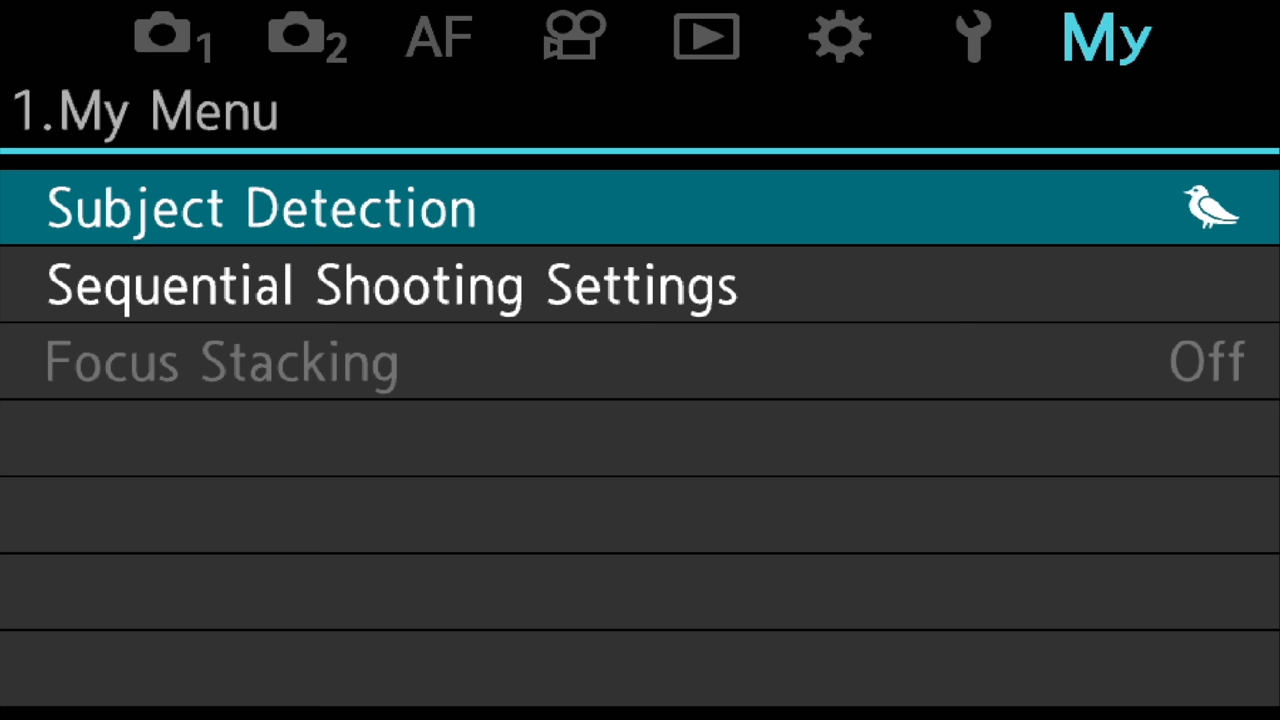 1 2 AF My
1.My Menu
Subject Detection
Sequential Shooting Settings
Focus Stacking Off